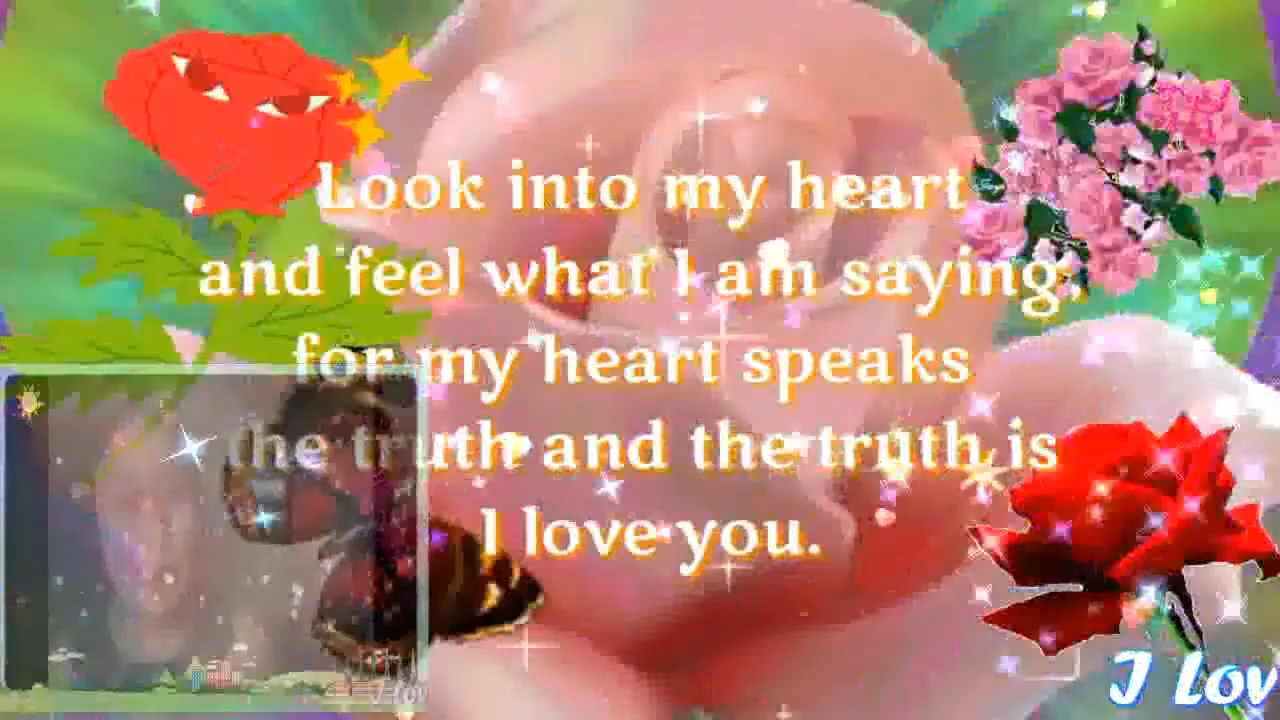 Look into my heart
and feel what I am saying,
for my heart speaks
the truth and the truth is
I love you.
I Lov